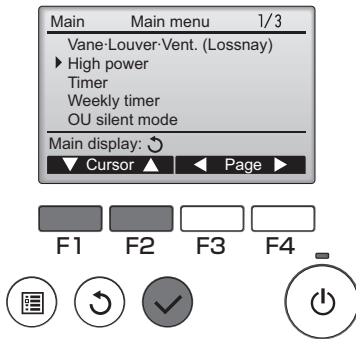 Main Main menu 1/3
Vane·Louver·Vent. (Lossnay)
High power
Timer
Weekly timer
OU silent mode
Main display:
Cursor Page
F1 F2 F3 F4